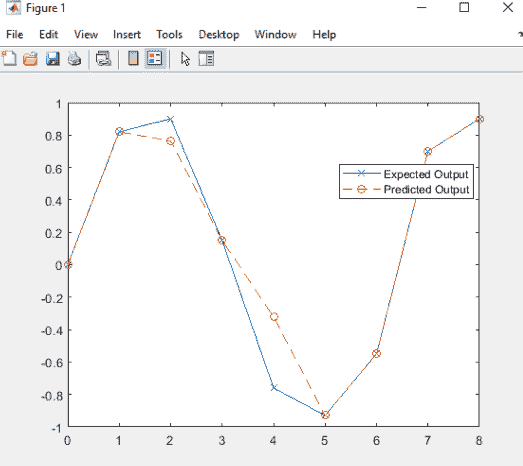 Figure 1
File Edit View Insert Tools Desktop Window Help
1
0.8
0.6
0.4
0.2
0
-0.2
-0.4
-0.6
-0.8
-1
Expected Output
Predicted Output
0 1 2 3 4 5 6 7 8